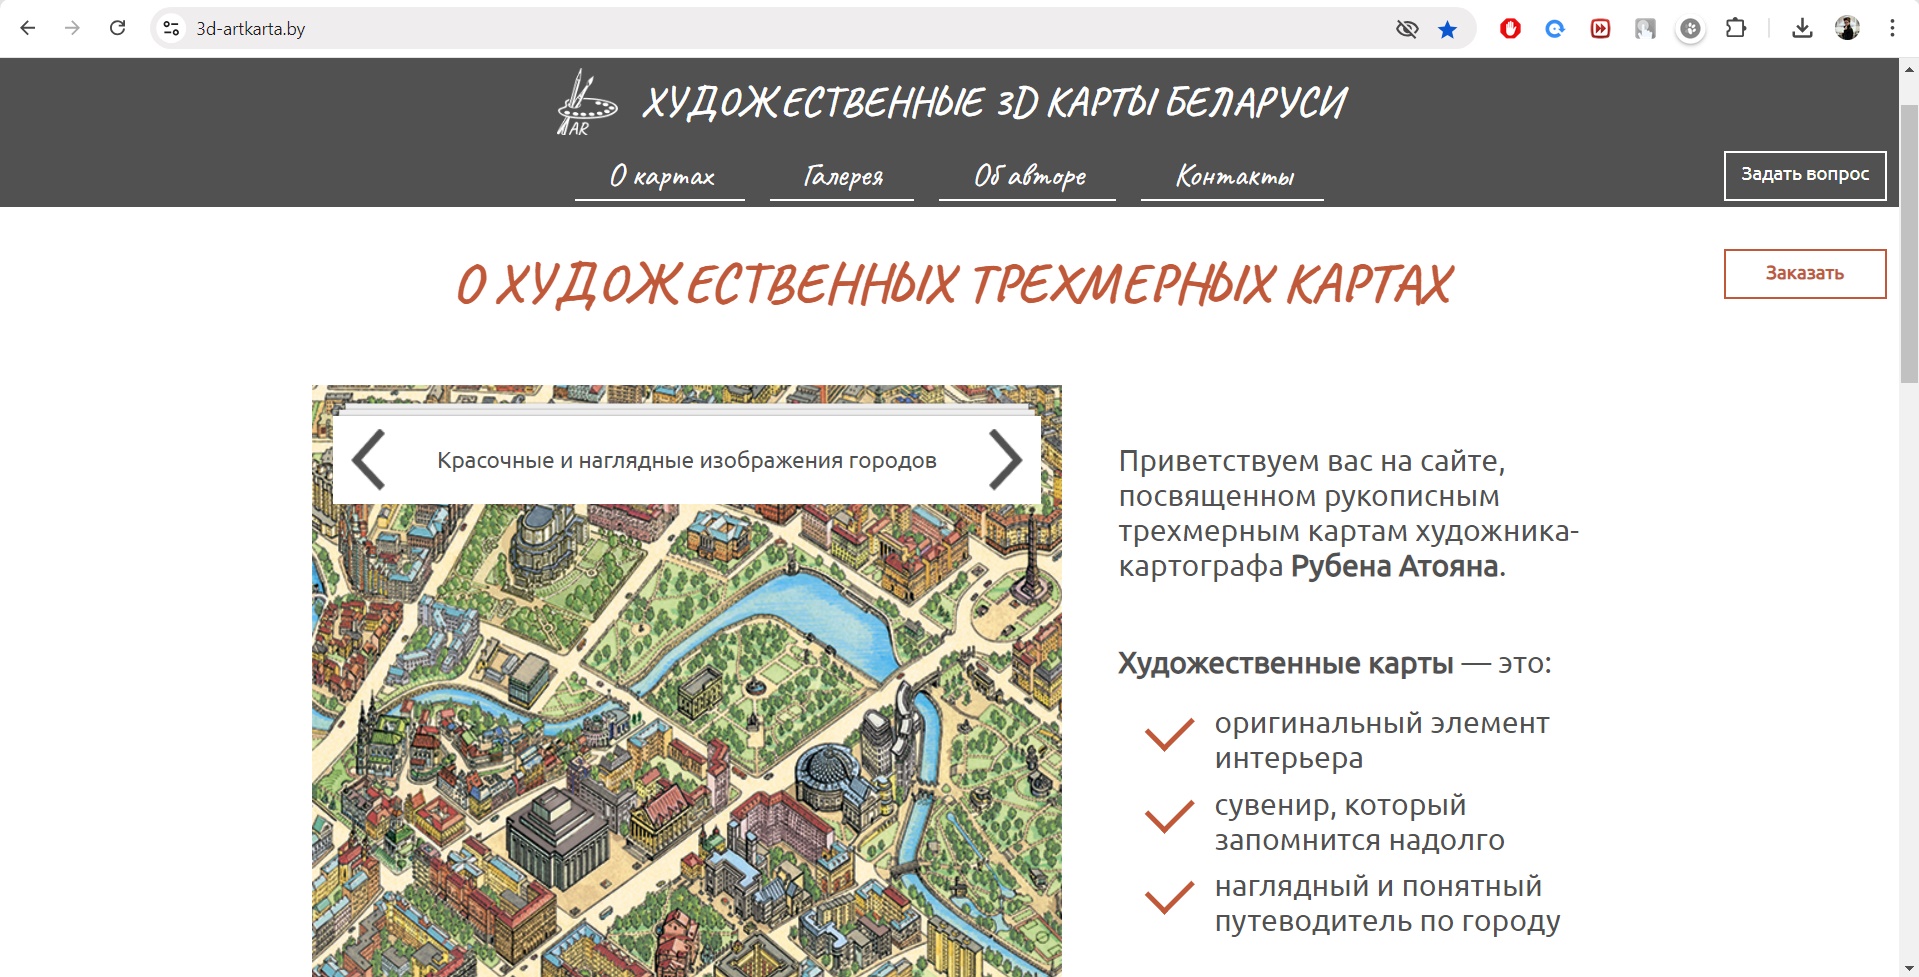 3d-artkarta.by
AR
ХУДОЖЕСТВЕННЫЕ 3D КАРТЫ БЕЛАРУСИ
О картах
Галерея
Об авторе
Контакты
Задать вопрос
О ХУДОЖЕСТВЕННЫХ ТРЕХМЕРНЫХ КАРТАХ
Заказать
Красочные и наглядные изображения городов
Приветствуем вас на сайте,
посвященном рукописным
трехмерным картам художника-
картографа Рубена Атояна.
Художественные карты — это:
оригинальный элемент
интерьера
сувенир, который
запомнится надолго
наглядный и понятный
путеводитель по городу